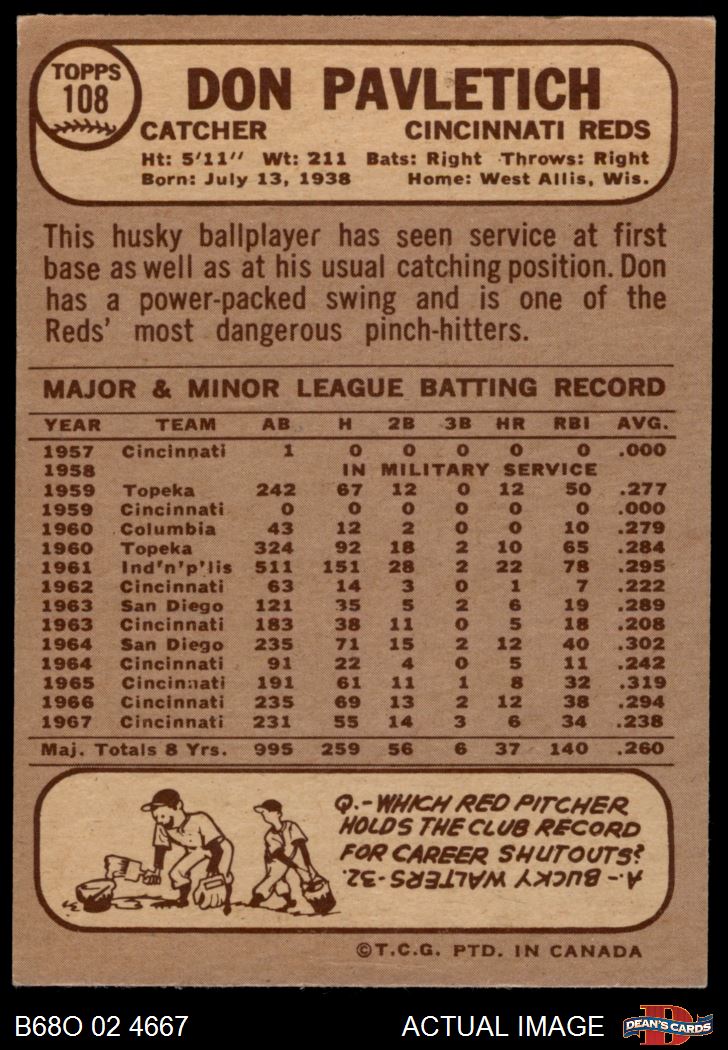 TOPPS
108
DON PAVLETICH
CATCHER CINCINNATI REDS
Ht: 5'11" Wt: 211 Bats: Right Throws: Right
Born: July 13, 1938 Home: West Allis, Wis.
This husky ballplayer has seen service at first
base as well as at his usual catching position. Don
has a power-packed swing and is one of the
Reds' most dangerous pinch-hitters.
MAJOR & MINOR LEAGUE BATTING RECORD
YEAR TEAM AB H 2B 3B HR RBI AVG.
1957 Cincinnati 1 0 0 0 0 0 .000
1958 IN MILITARY SERVICE
1959 Topeka 242 67 12 0 12 50 .277
1959 Cincinnati 0 0 0 0 0 0 .000
1960 Columbia 43 12 2 0 0 10 .279
1960 Topeka 324 92 18 2 10 65 .284
1961 Ind'n'p'lis 511 151 28 2 22 78 .295
1962 Cincinnati 63 14 3 0 1 7 .222
1963 San Diego 121 35 5 2 6 19 .289
1963 Cincinnati 183 38 11 0 5 18 .208
1964 San Diego 235 71 15 2 12 40 .302
1964 Cincinnati 91 22 4 0 5 11 .242
1965 Cincinnati 191 61 11 1 8 32 .319
1966 Cincinnati 235 69 13 2 12 38 .294
1967 Cincinnati 231 55 14 3 6 34 .238
Maj. Totals 8 Yrs. 995 259 56 6 37 140 .260
Q.-WHICH RED PITCHER
HOLDS THE CLUB RECORD
FOR CAREER SHUTOUTS?
A.-BUCKY WALTERS-32.
©T.C.G. PTD. IN CANADA
B68O 02 4667 ACTUAL IMAGE
D
DEAN'S CARDS